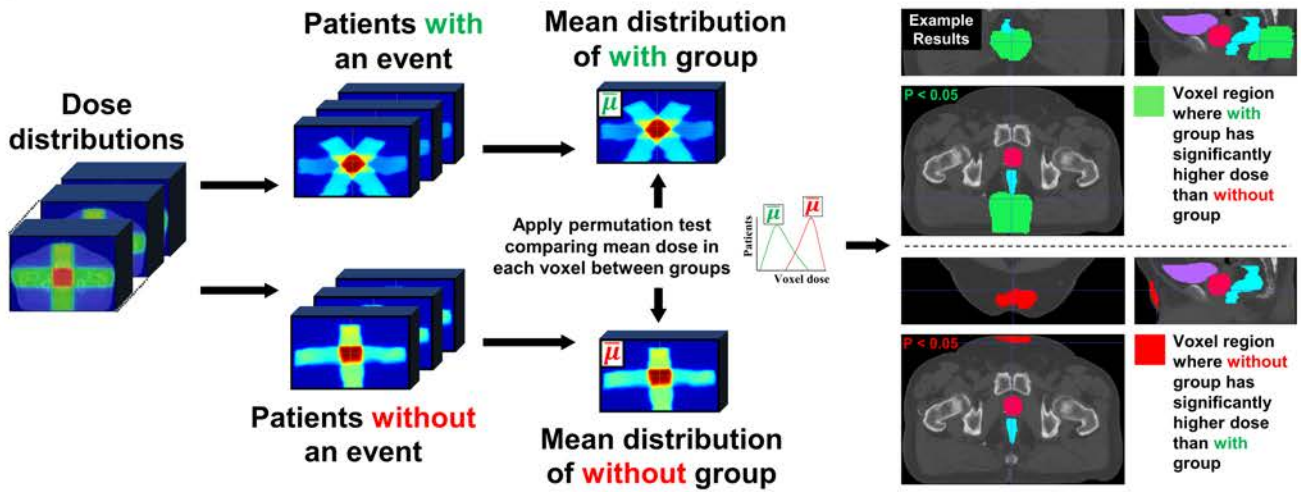 Dose
distributions
Patients with
an event
Patients without
an event
Mean distribution
of with group
μ̅
Apply permutation test
comparing mean dose in
each voxel between groups
μ̅
Mean distribution
of without group
μ̅
μ̅
Patients
Voxel dose
Example
Results
P < 0.05
Voxel region
where with
group has
significantly
higher dose
than without
group
P < 0.05
Voxel region
where without
group has
significantly
higher dose
than with
group